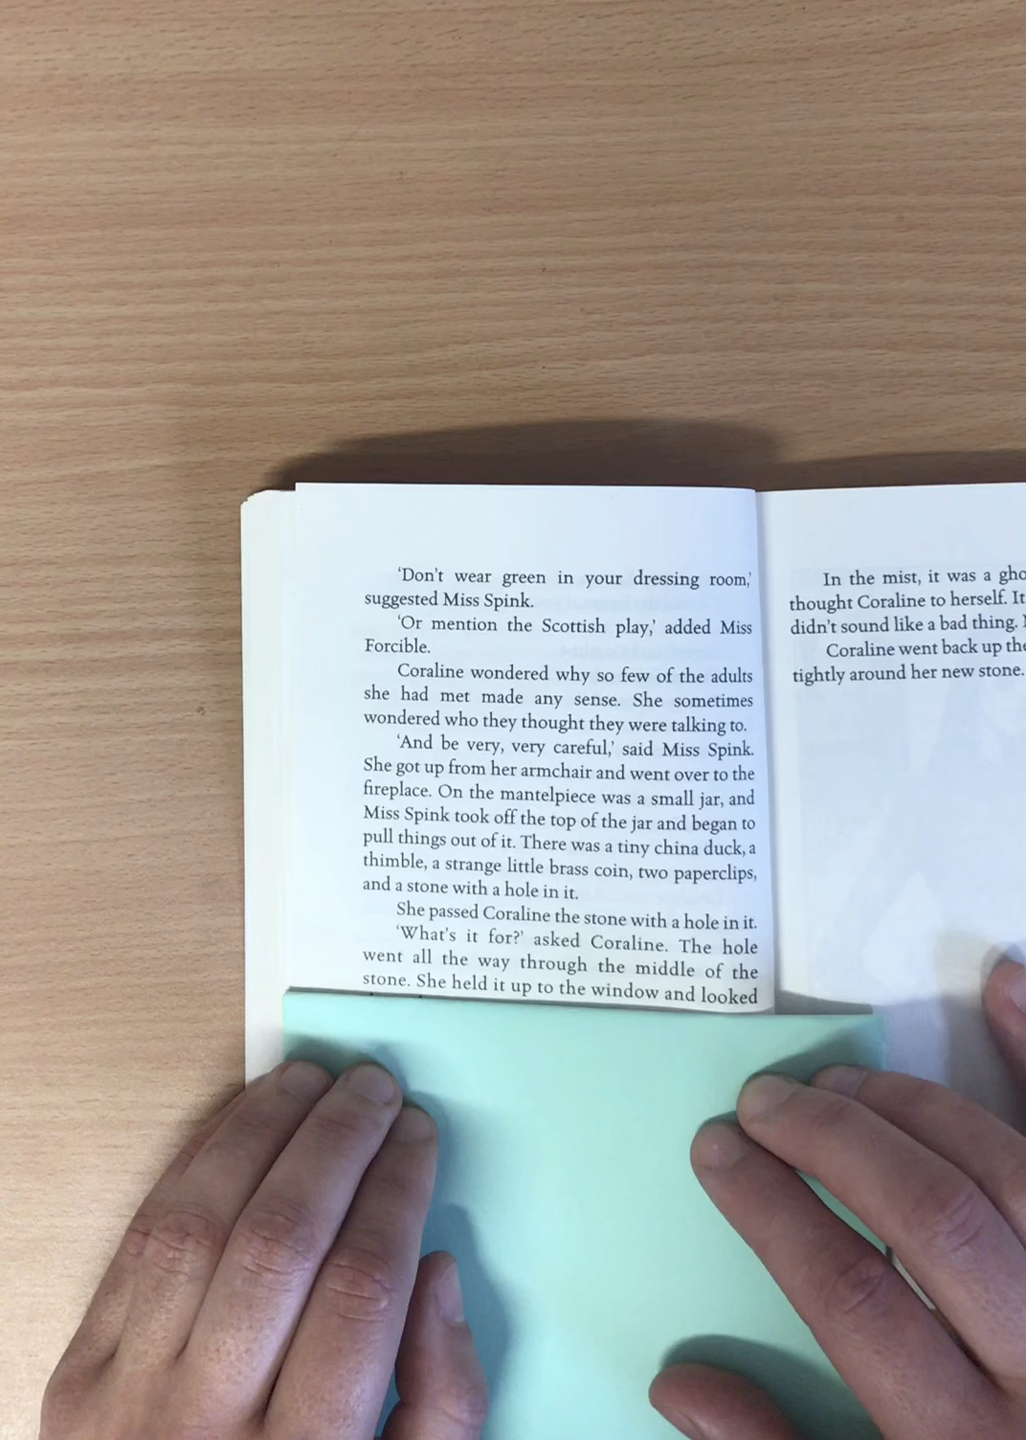 ‘Don’t wear green in your dressing room,’
suggested Miss Spink.
‘Or mention the Scottish play,’ added Miss
Forcible.
Coraline wondered why so few of the adults
she had met made any sense. She sometimes
wondered who they thought they were talking to.
‘And be very, very careful,’ said Miss Spink.
She got up from her armchair and went over to the
fireplace. On the mantelpiece was a small jar, and
Miss Spink took off the top of the jar and began to
pull things out of it. There was a tiny china duck, a
thimble, a strange little brass coin, two paperclips,
and a stone with a hole in it.
She passed Coraline the stone with a hole in it.
‘What’s it for?’ asked Coraline. The hole
went all the way through the middle of the
stone. She held it up to the window and looked
In the mist, it was a
thought Coraline to herself. It
didn’t sound like a bad thing.
Coraline went back up the
tightly around her new stone.